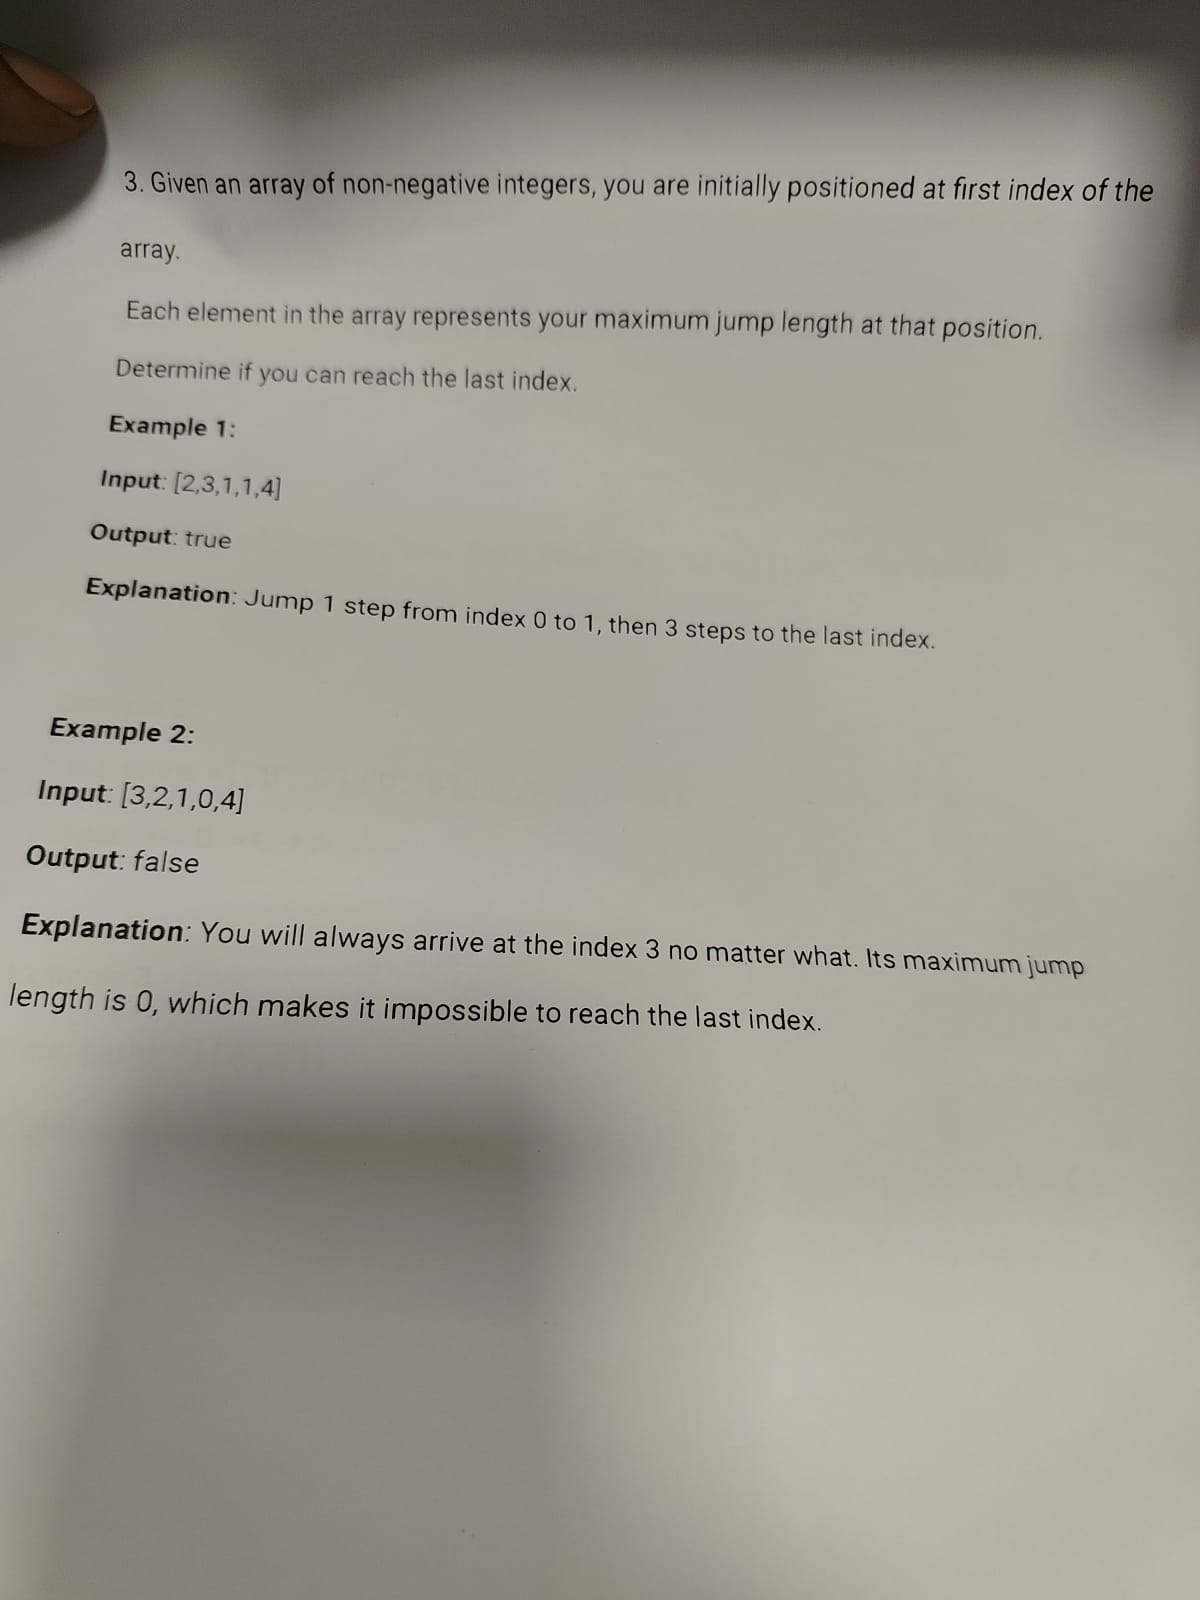 3. Given an array of non-negative integers, you are initially positioned at first index of the
array.
Each element in the array represents your maximum jump length at that position.
Determine if you can reach the last index.
Example 1:
Input: [2,3,1,1,4]
Output: true
Explanation: Jump 1 step from index 0 to 1, then 3 steps to the last index.
Example 2:
Input: [3,2,1,0,4]
Output: false
Explanation: You will always arrive at the index 3 no matter what. Its maximum jump
length is 0, which makes it impossible to reach the last index.